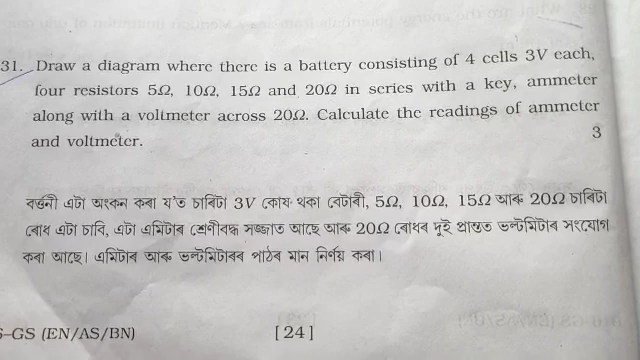 31. Draw a diagram where there is a battery consisting of 4 cells 3V each,
four resistors 5Ω, 10Ω, 15Ω and 20Ω in series with a key, ammeter
along with a voltmeter across 20Ω. Calculate the readings of ammeter
and voltmeter. 3
বৰ্তনী এটা অংকন কৰা য'ত চাৰিটা 3V কোষ থকা বেটাৰী, 5Ω, 10Ω, 15Ω আৰু 20Ω চাৰিটা
ৰোধ এটা চাবি, এটা এমিটাৰ শ্ৰেণীবদ্ধ সজ্জাত আছে আৰু 20Ω ৰোধৰ দুই প্ৰান্তত ভল্টমিটাৰ সংযোগ
কৰা আছে। এমিটাৰ আৰু ভল্টমিটাৰৰ পাঠৰ মান নিৰ্ণয় কৰা।
-GS (EN/AS/BN) [24]